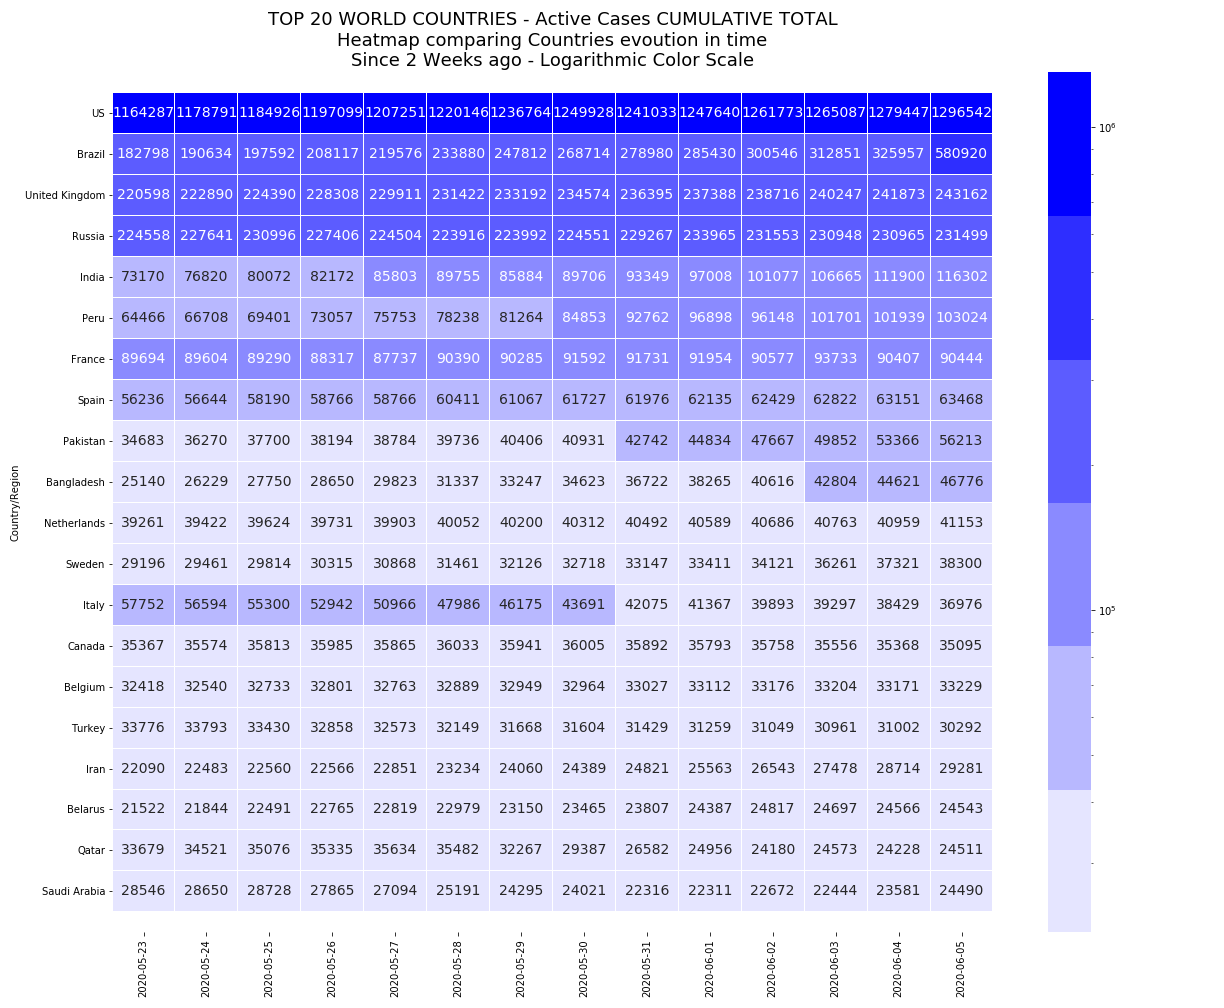 TOP 20 WORLD COUNTRIES - Active Cases CUMULATIVE TOTAL
Heatmap comparing Countries evoution in time
Since 2 Weeks ago - Logarithmic Color Scale
Country/Region
US 1164287 1178791 1184926 1197099 1207251 1220146 1236764 1249928 1241033 1247640 1261773 1265087 1279447 1296542
Brazil 182798 190634 197592 208117 219576 233880 247812 268714 278980 285430 300546 312851 325957 580920
United Kingdom 220598 222890 224390 228308 229911 231422 233192 234574 236395 237388 238716 240247 241873 243162
Russia 224558 227641 230996 227406 224504 223916 223992 224551 229267 233965 231553 230948 230965 231499
India 73170 76820 80072 82172 85803 89755 85884 89706 93349 97008 101077 106665 111900 116302
Peru 64466 66708 69401 73057 75753 78238 81264 84853 92762 96898 96148 101701 101939 103024
France 89694 89604 89290 88317 87737 90390 90285 91592 91731 91954 90577 93733 90407 90444
Spain 56236 56644 58190 58766 58766 60411 61067 61727 61976 62135 62429 62822 63151 63468
Pakistan 34683 36270 37700 38194 38784 39736 40406 40931 42742 44834 47667 49852 53366 56213
Bangladesh 25140 26229 27750 28650 29823 31337 33247 34623 36722 38265 40616 42804 44621 46776
Netherlands 39261 39422 39624 39731 39903 40052 40200 40312 40492 40589 40686 40763 40959 41153
Sweden 29196 29461 29814 30315 30868 31461 32126 32718 33147 33411 34121 36261 37321 38300
Italy 57752 56594 55300 52942 50966 47986 46175 43691 42075 41367 39893 39297 38429 36976
Canada 35367 35574 35813 35985 35865 36033 35941 36005 35892 35793 35758 35556 35368 35095
Belgium 32418 32540 32733 32801 32763 32889 32949 32964 33027 33112 33176 33204 33171 33229
Turkey 33776 33793 33430 32858 32573 32149 31668 31604 31429 31259 31049 30961 31002 30292
Iran 22090 22483 22560 22566 22851 23234 24060 24389 24821 25563 26543 27478 28714 29281
Belarus 21522 21844 22491 22765 22819 22979 23150 23465 23807 24387 24817 24697 24566 24543
Qatar 33679 34521 35076 35335 35634 35482 32267 29387 26582 24956 24180 24573 24228 24511
Saudi Arabia 28546 28650 28728 27865 27094 25191 24295 24021 22316 22311 22672 22444 23581 24490
2020-05-23 2020-05-24 2020-05-25 2020-05-26 2020-05-27 2020-05-28 2020-05-29 2020-05-30 2020-05-31 2020-06-01 2020-06-02 2020-06-03 2020-06-04 2020-06-05
10⁶
10⁵